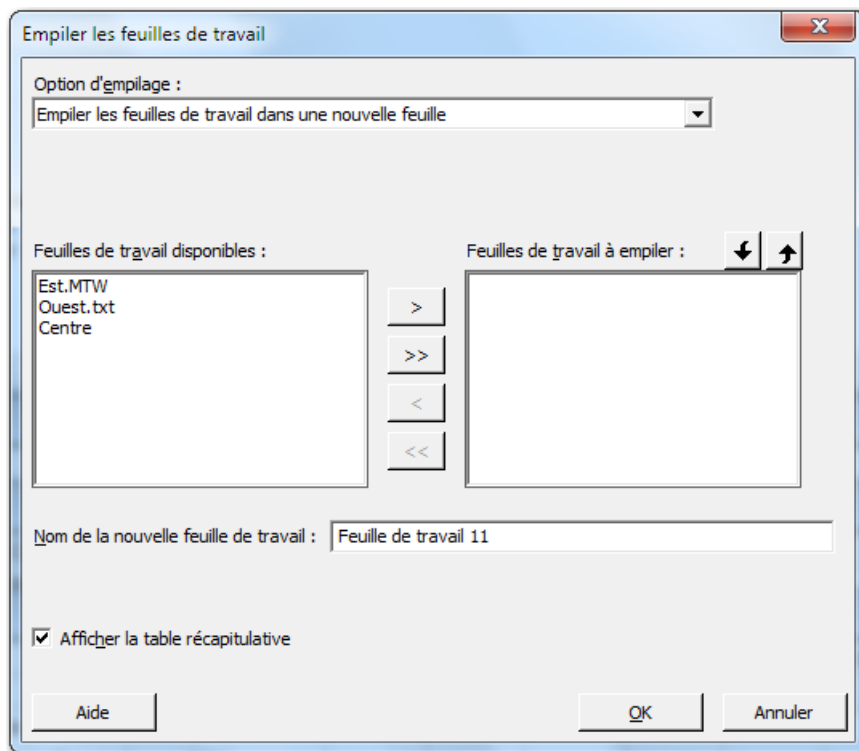 Empiler les feuilles de travail
Option d'empilage :
Empiler les feuilles de travail dans une nouvelle feuille
Feuilles de travail disponibles :
Feuilles de travail à empiler :
Est.MTW
Ouest.txt
Centre
>
>>
<
<<
Nom de la nouvelle feuille de travail :
Feuille de travail 11
Afficher la table récapitulative
Aide
OK
Annuler